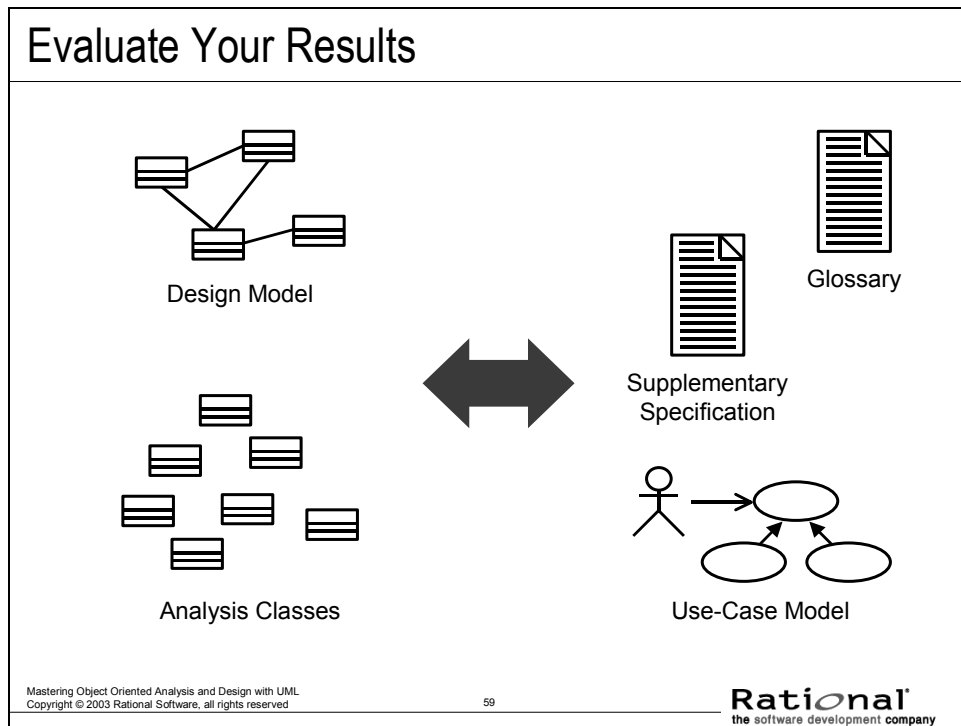 Evaluate Your Results
Design Model
Glossary
Supplementary
Specification
Analysis Classes
Use-Case Model
Mastering Object Oriented Analysis and Design with UML
Copyright © 2003 Rational Software, all rights reserved
59
Rational
the software development company